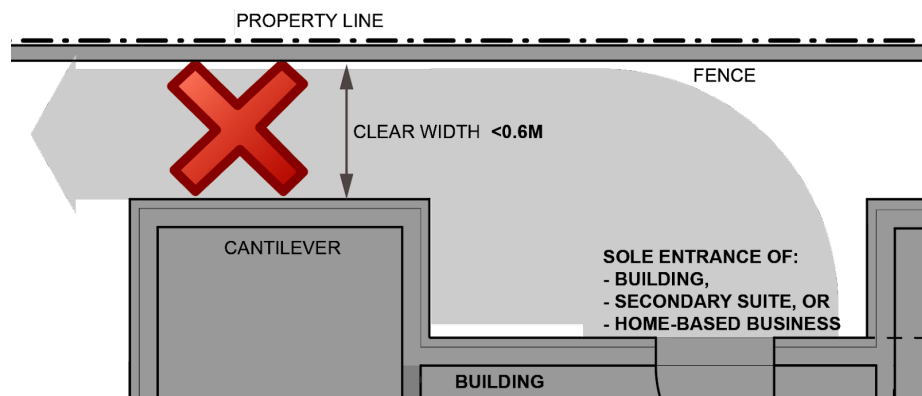 PROPERTY LINE
FENCE
CLEAR WIDTH <0.6M
CANTILEVER
SOLE ENTRANCE OF:
- BUILDING,
- SECONDARY SUITE, OR
- HOME-BASED BUSINESS
BUILDING